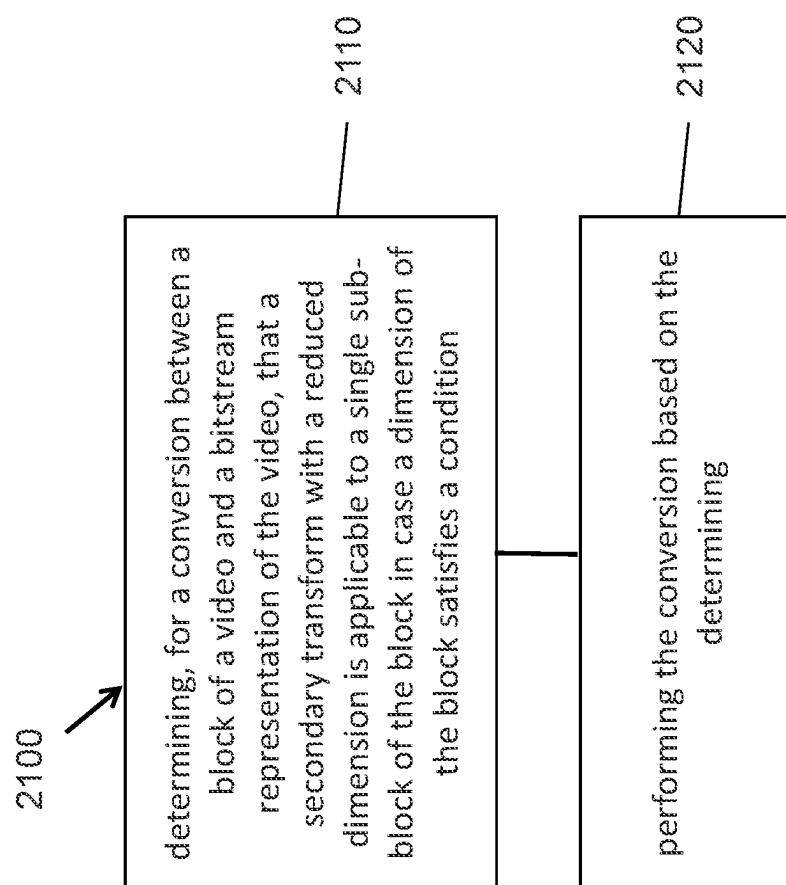 2100
determining, for a conversion between a
block of a video and a bitstream
representation of the video, that a
secondary transform with a reduced
dimension is applicable to a single sub-
block of the block in case a dimension of
the block satisfies a condition
2110
performing the conversion based on the
determining
2120